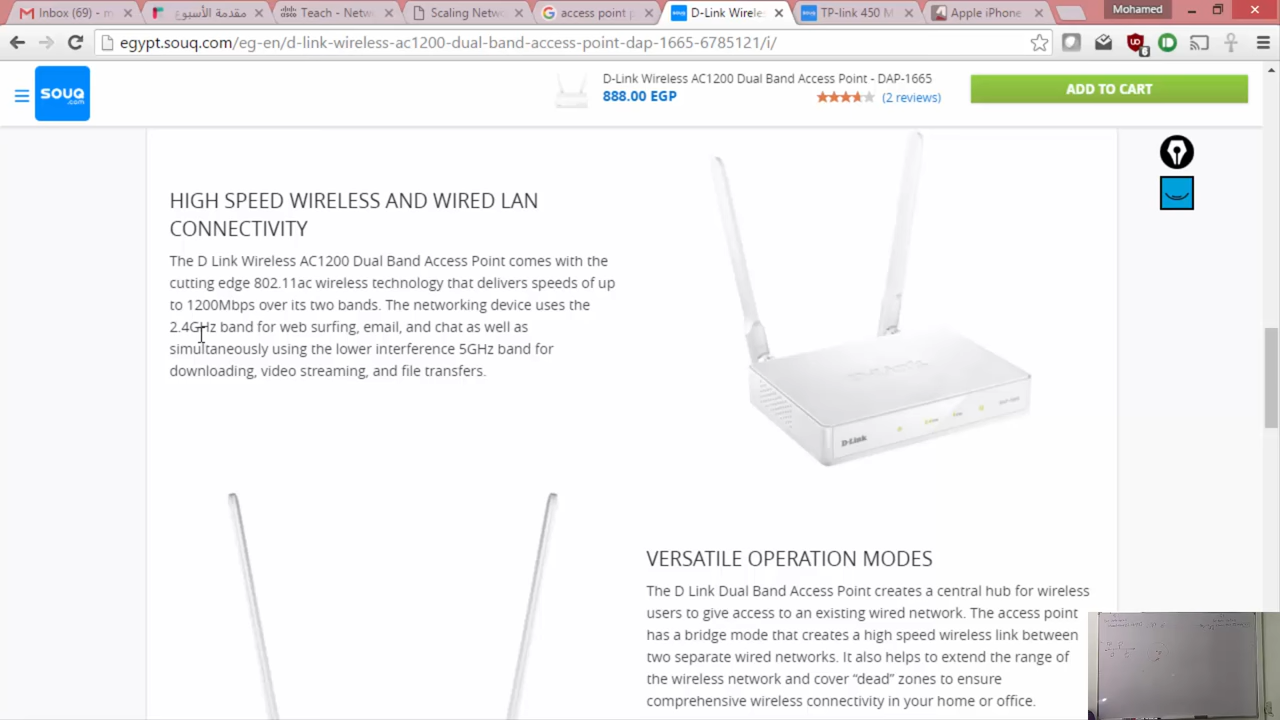 Inbox (69) - m
مقدمة الأسبوع
Teach - Netw
Scaling Netwo
access point p
D-Link Wireles
TP-link 450 M
Apple iPhone
Mohamed
egypt.souq.com/eg-en/d-link-wireless-ac1200-dual-band-access-point-dap-1665-6785121/i/
souq
.com
D-Link Wireless AC1200 Dual Band Access Point - DAP-1665
888.00 EGP
(2 reviews)
ADD TO CART
HIGH SPEED WIRELESS AND WIRED LAN
CONNECTIVITY
The D Link Wireless AC1200 Dual Band Access Point comes with the
cutting edge 802.11ac wireless technology that delivers speeds of up
to 1200Mbps over its two bands. The networking device uses the
2.4GHz band for web surfing, email, and chat as well as
simultaneously using the lower interference 5GHz band for
downloading, video streaming, and file transfers.
D-Link
D-Link
VERSATILE OPERATION MODES
The D Link Dual Band Access Point creates a central hub for wireless
users to give access to an existing wired network. The access point
has a bridge mode that creates a high speed wireless link between
two separate wired networks. It also helps to extend the range of
the wireless network and cover “dead” zones to ensure
comprehensive wireless connectivity in your home or office.